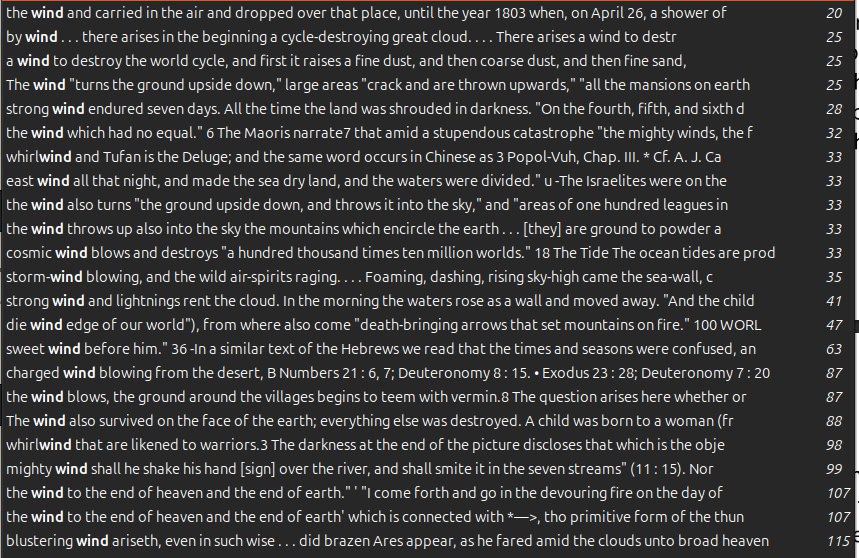 the wind and carried in the air and dropped over that place, until the year 1803 when, on April 26, a shower of 20
by wind . . . there arises in the beginning a cycle-destroying great cloud. . . . There arises a wind to destr 25
a wind to destroy the world cycle, and first it raises a fine dust, and then coarse dust, and then fine sand, 25
The wind "turns the ground upside down," large areas "crack and are thrown upwards," "all the mansions on earth 25
strong wind endured seven days. All the time the land was shrouded in darkness. "On the fourth, fifth, and sixth d 28
the wind which had no equal." 6 The Maoris narrate7 that amid a stupendous catastrophe "the mighty winds, the f 32
whirlwind and Tufan is the Deluge; and the same word occurs in Chinese as 3 Popol-Vuh, Chap. III. * Cf. A. J. Ca 33
east wind all that night, and made the sea dry land, and the waters were divided." u -The Israelites were on the 33
the wind also turns "the ground upside down, and throws it into the sky," and "areas of one hundred leagues in 33
the wind throws up also into the sky the mountains which encircle the earth . . . [they] are ground to powder a 33
cosmic wind blows and destroys "a hundred thousand times ten million worlds." 18 The Tide The ocean tides are prod 33
storm-wind blowing, and the wild air-spirits raging. . . . Foaming, dashing, rising sky-high came the sea-wall, c 35
strong wind and lightnings rent the cloud. In the morning the waters rose as a wall and moved away. "And the child 41
die wind edge of our world"), from where also come "death-bringing arrows that set mountains on fire." 100 WORL 47
sweet wind before him." 36 -In a similar text of the Hebrews we read that the times and seasons were confused, an 63
charged wind blowing from the desert, B Numbers 21 : 6, 7; Deuteronomy 8 : 15. • Exodus 23 : 28; Deuteronomy 7 : 20 87
the wind blows, the ground around the villages begins to teem with vermin.8 The question arises here whether or 87
The wind also survived on the face of the earth; everything else was destroyed. A child was born to a woman (fr 88
whirlwind that are likened to warriors.3 The darkness at the end of the picture discloses that which is the obje 98
mighty wind shall he shake his hand [sign] over the river, and shall smite it in the seven streams" (11 : 15). Nor 99
the wind to the end of heaven and the end of earth." ' "I come forth and go in the devouring fire on the day of 107
the wind to the end of heaven and the end of earth' which is connected with *—>, tho primitive form of the thun 107
blustering wind ariseth, even in such wise . . . did brazen Ares appear, as he fared amid the clouds unto broad heaven 115